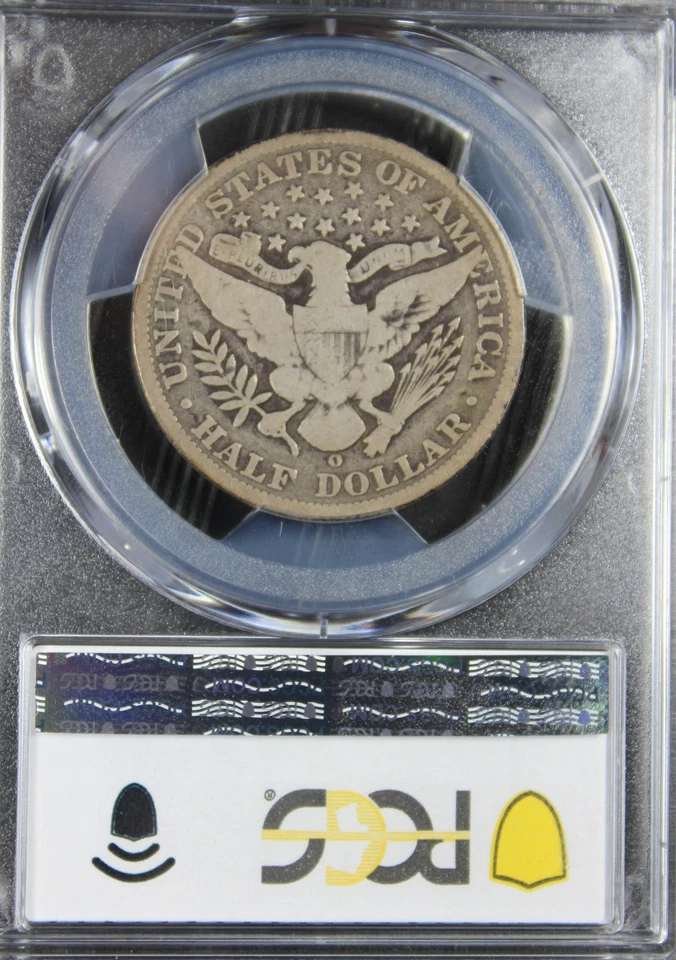 UNITED STATES OF AMERICA
E PLURIBUS UNUM
O
HALF DOLLAR
PCGS
®